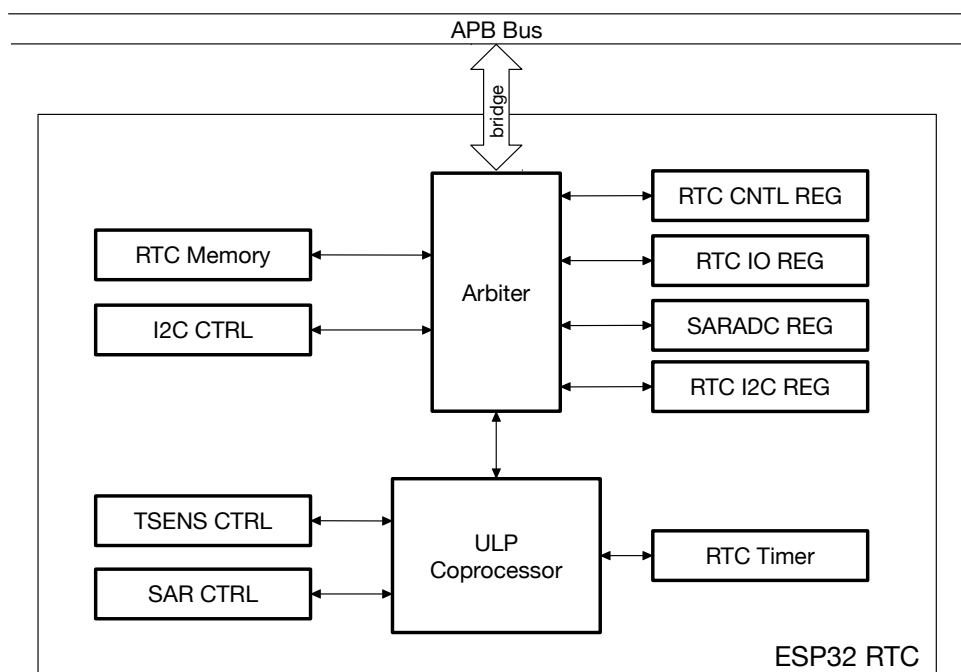 APB Bus
bridge
RTC CNTL REG
RTC Memory
RTC IO REG
Arbiter
I2C CTRL
SARADC REG
RTC I2C REG
TSENS CTRL
ULP
Coprocessor
RTC Timer
SAR CTRL
ESP32 RTC